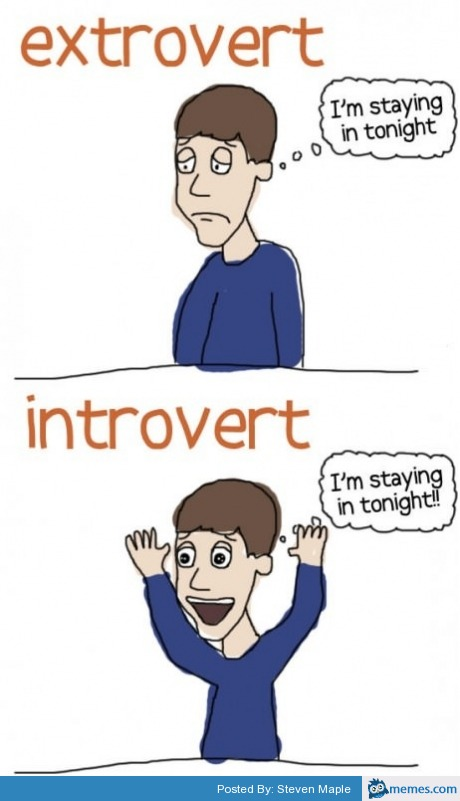 extrovert
I'm staying
in tonight
introvert
I'm staying
in tonight!!
Posted By: Steven Maple
memes.com